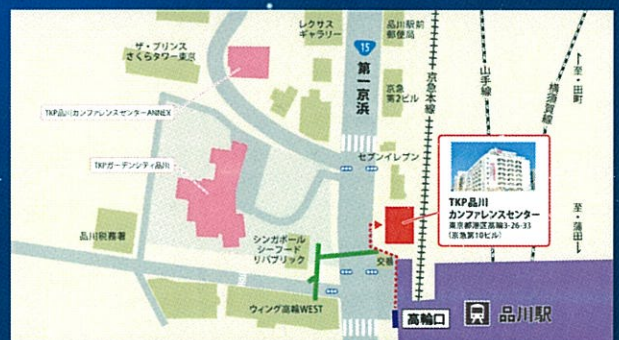 レクサス
ギャラリー
品川駅前
郵便局
15
第一京浜
ザ・プリンス
さくらタワー東京
京急
第2ビル
京急本線
山手線
横須賀線
至・田町
TKP品川カンファレンスセンターANNEX
セブンイレブン
TKPガーデンシティ品川
TKP品川
カンファレンスセンター
東京都港区高輪3-26-33
(京急第10ビル)
至・蒲田
品川税務署
シンガポール
シーフード
リパブリック
交番
ウィング高輪WEST
高輪口
品川駅